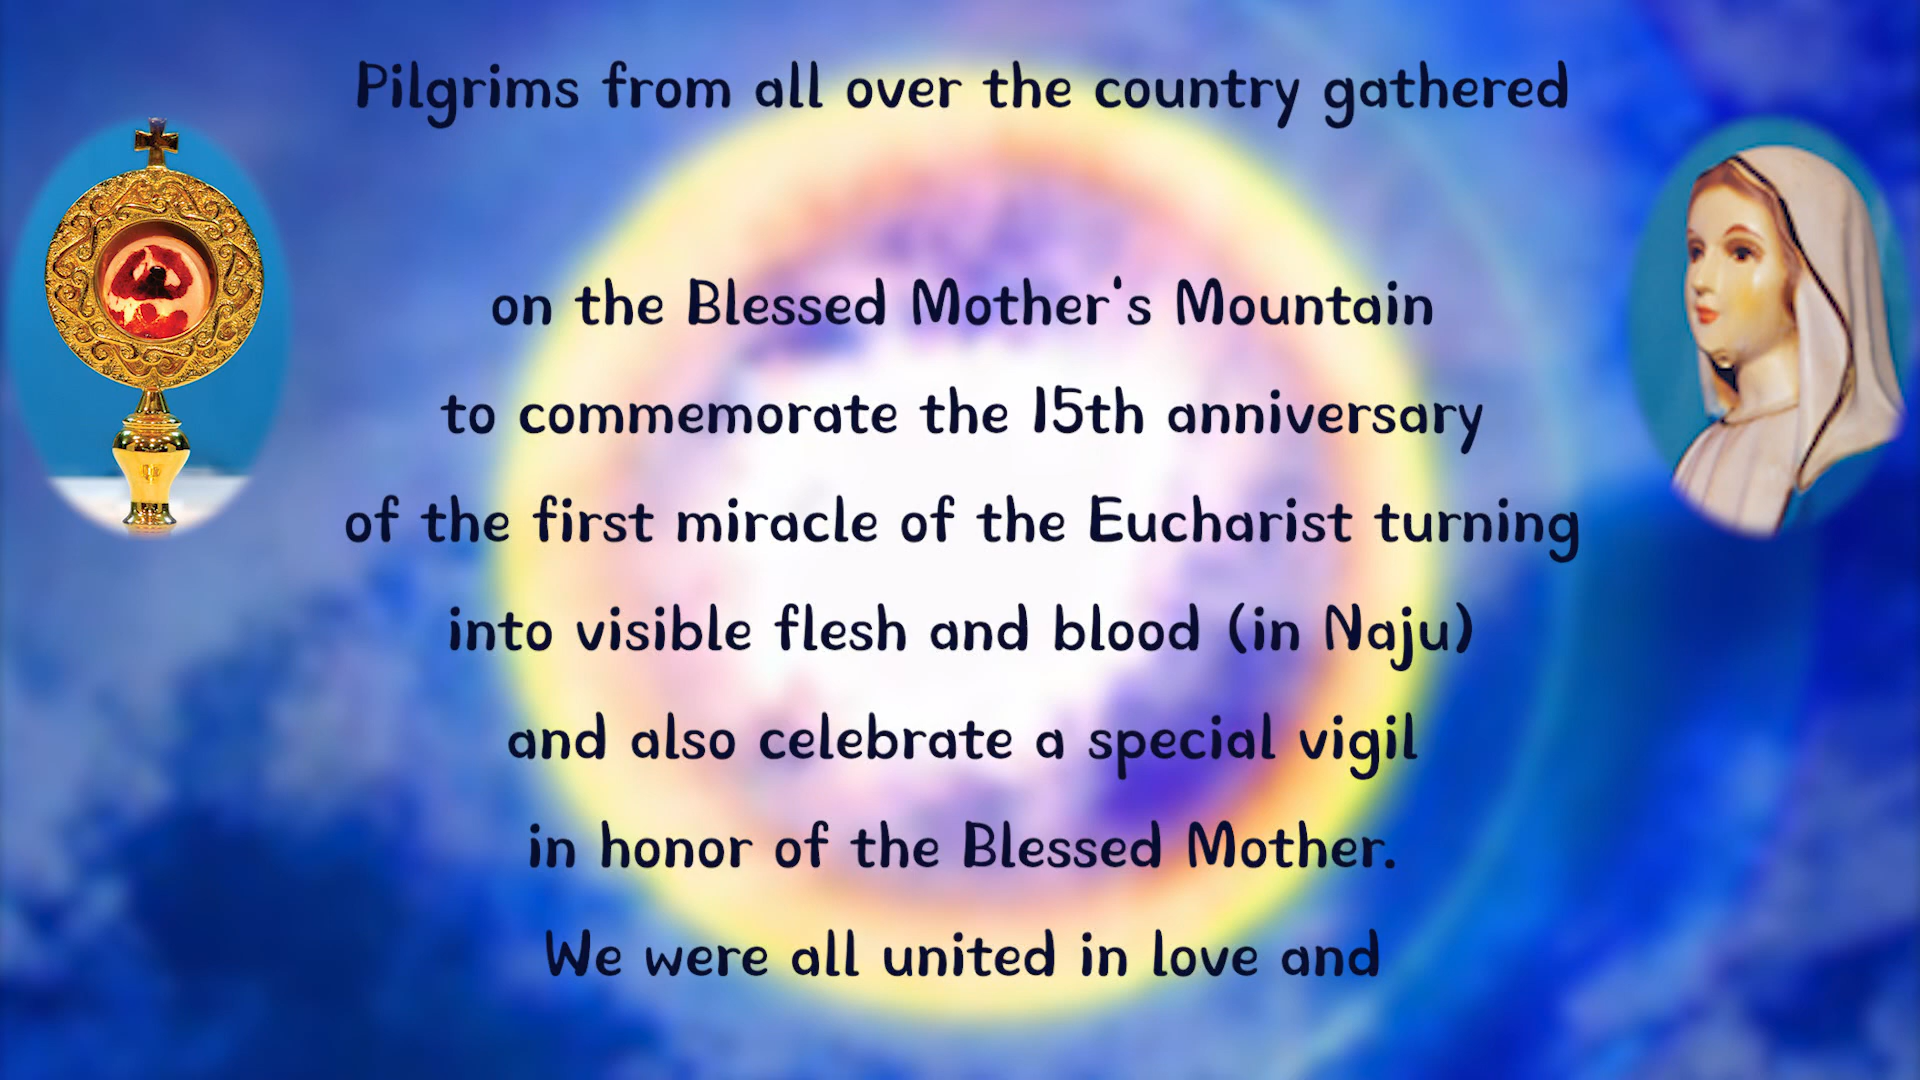 Pilgrims from all over the country gathered
on the Blessed Mother's Mountain
to commemorate the 15th anniversary
of the first miracle of the Eucharist turning
into visible flesh and blood (in Naju)
and also celebrate a special vigil
in honor of the Blessed Mother.
We were all united in love and